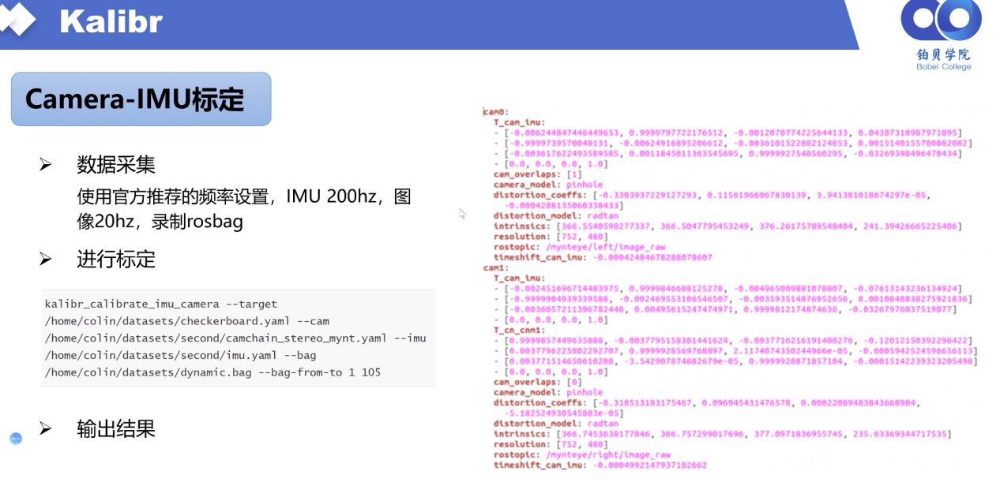 Kalibr
铂贝学院
Bobei College
Camera-IMU标定
数据采集
使用官方推荐的频率设置，IMU 200hz，图
像20hz，录制rosbag
进行标定
kalibr_calibrate_imu_camera --target
/home/colin/datasets/checkerboard.yaml --cam
/home/colin/datasets/second/camchain_stereo_mynt.yaml --imu
/home/colin/datasets/second/imu.yaml --bag
/home/colin/datasets/dynamic.bag --bag-from-to 1 105
输出结果
cam0:
T_cam_imu:
- [-0.006244847446449653, 0.9999797722176512, -0.0012070774225644133, 0.04387310987971095]
- [-0.9999739570048131, -0.00624916895206612, -0.0036101522882124853, 0.0015140155700082082]
- [-0.003617622493589585, 0.0011845011363545695, 0.9999927548560295, -0.03269398496470434]
- [0.0, 0.0, 0.0, 1.0]
cam_overlaps: [1]
camera_model: pinhole
distortion_coeffs: [-0.3303937229127293, 0.11561966067830139, 3.941381018674297e-05,
-0.0004288135060338433]
distortion_model: radtan
intrinsics: [366.5540598277337, 366.5047795453249, 376.26175789548404, 241.39426665225406]
resolution: [752, 480]
rostopic: /mynteye/left/image_raw
timeshift_cam_imu: -0.00042484678288078607
cam1:
T_cam_imu:
- [-0.002451696714483975, 0.9999846688125278, -0.004965009881078807, -0.07613143236134924]
- [-0.9999904939339588, -0.002469553106546507, -0.003593514876952656, 0.0010848838275921836]
- [-0.0036057211396782448, 0.00495615247474971, 0.9999812174874636, -0.03267976037519077]
- [0.0, 0.0, 0.0, 1.0]
T_cn_cnm1:
- [0.9999857449635888, -0.0037795158381441624, -0.0037716216191400276, -0.12012150392296422]
- [0.0037796225802292707, 0.9999928569768897, 2.1174074350244966e-05, -0.0005942524596656113]
- [0.003771514650610288, -3.542907874882679e-05, 0.9999928871857104, -0.0001514223932320549​8]
- [0.0, 0.0, 0.0, 1.0]
cam_overlaps: [0]
camera_model: pinhole
distortion_coeffs: [-0.318513183175467, 0.096945431476578, 0.00022089483843668904,
-5.182524930545803e-05]
distortion_model: radtan
intrinsics: [366.7453638177846, 366.757299017696, 377.0971836955745, 235.63369344717535]
resolution: [752, 480]
rostopic: /mynteye/right/image_raw
timeshift_cam_imu: -0.0004992147937182662